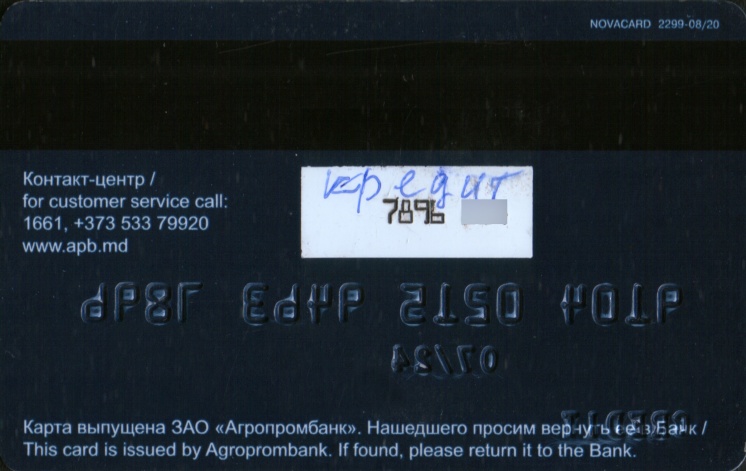 NOVACARD 2299-08/20
Контакт-центр /
for customer service call:
1661, +373 533 79920
www.apb.md
кредит
7896
07/24
Карта выпущена ЗАО «Агропромбанк». Нашедшего просим вернуть её в Банк /
This card is issued by Agroprombank. If found, please return it to the Bank.